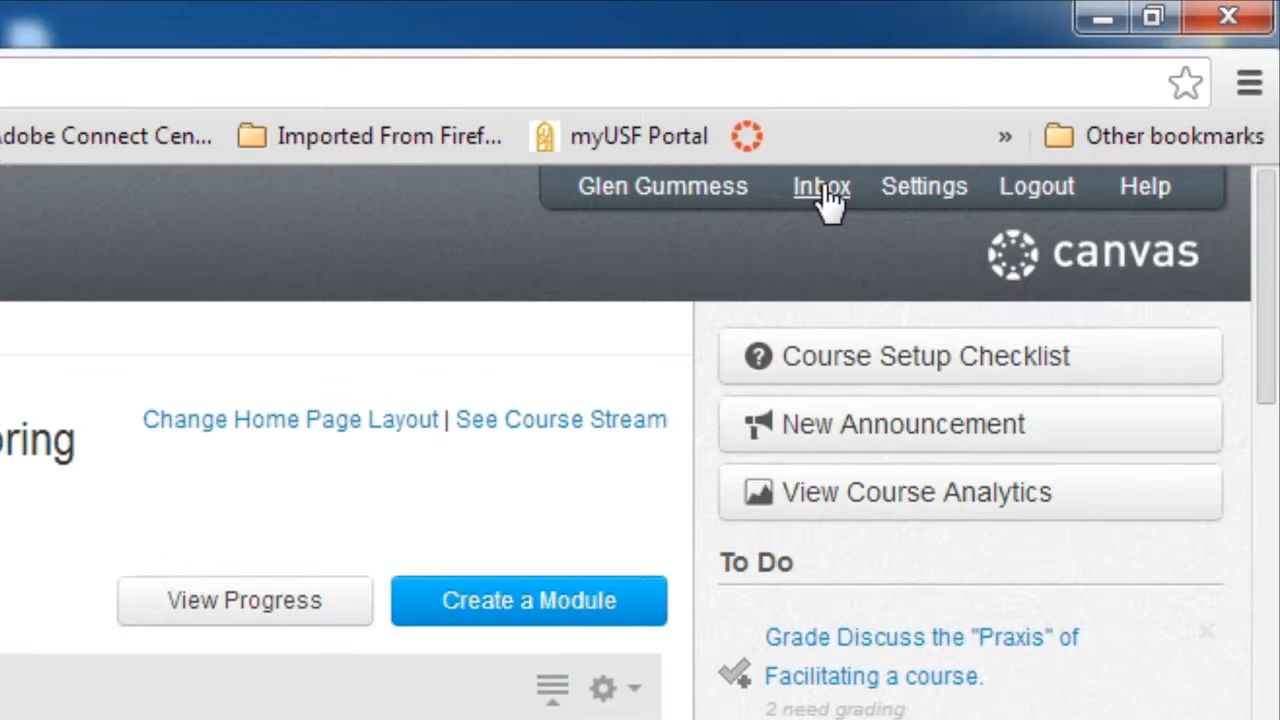 Adobe Connect Cen... Imported From Firef... myUSF Portal » Other bookmarks
Glen Gummess Inbox Settings Logout Help
canvas
Course Setup Checklist
Change Home Page Layout | See Course Stream
oring
New Announcement
View Course Analytics
To Do
View Progress Create a Module
Grade Discuss the "Praxis" of
Facilitating a course.
2 need grading